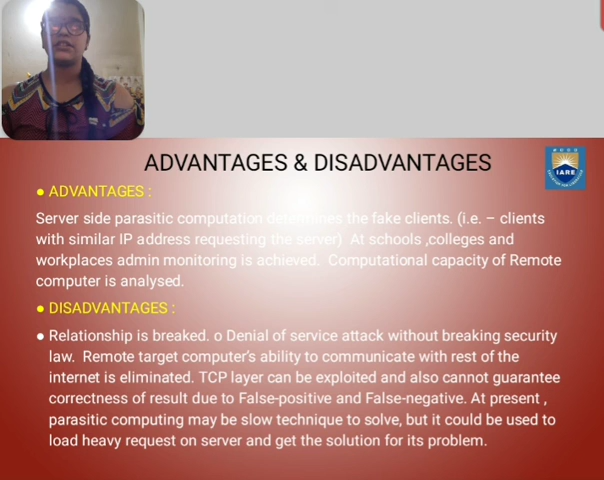 ADVANTAGES & DISADVANTAGES
IARE
● ADVANTAGES :
Server side parasitic computation determines the fake clients. (i.e. – clients
with similar IP address requesting the server) At schools ,colleges and
workplaces admin monitoring is achieved. Computational capacity of Remote
computer is analysed.
● DISADVANTAGES :
● Relationship is breaked. o Denial of service attack without breaking security
law. Remote target computer's ability to communicate with rest of the
internet is eliminated. TCP layer can be exploited and also cannot guarantee
correctness of result due to False-positive and False-negative. At present ,
parasitic computing may be slow technique to solve, but it could be used to
load heavy request on server and get the solution for its problem.